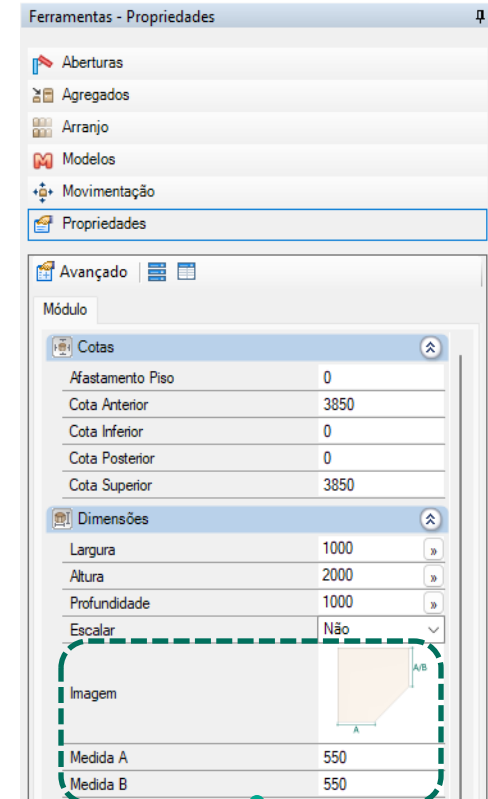 Ferramentas - Propriedades
Aberturas
Agregados
Arranjo
Modelos
Movimentação
Propriedades
Avançado
Módulo
Cotas
Afastamento Piso 0
Cota Anterior 3850
Cota Inferior 0
Cota Posterior 0
Cota Superior 3850
Dimensões
Largura 1000 »
Altura 2000 »
Profundidade 1000 »
Escalar Não
A/B
Imagem
A
Medida A 550
Medida B 550